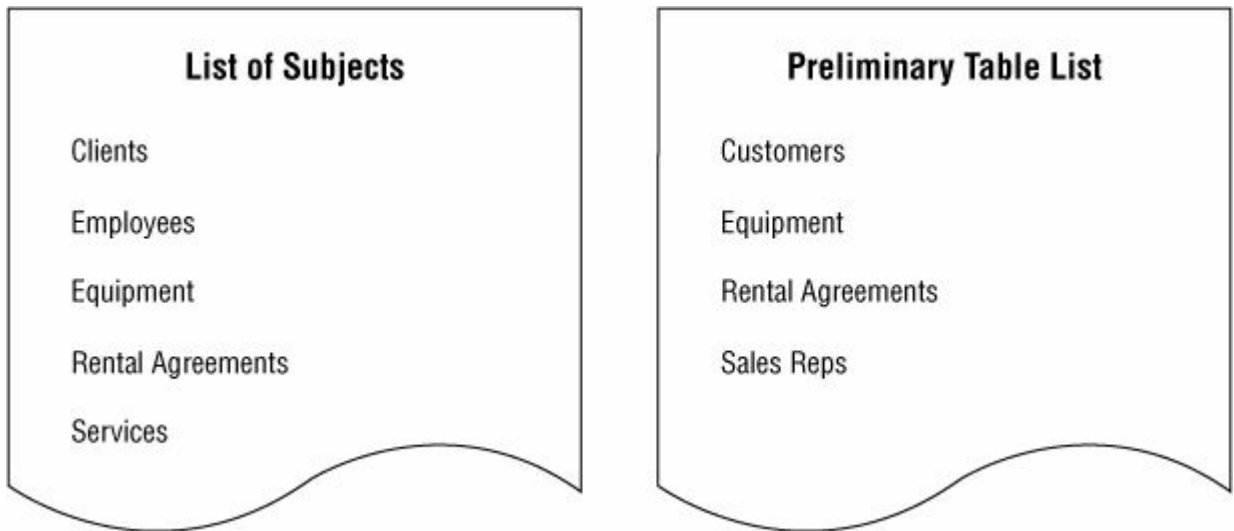 List of Subjects
Clients
Employees
Equipment
Rental Agreements
Services
Preliminary Table List
Customers
Equipment
Rental Agreements
Sales Reps